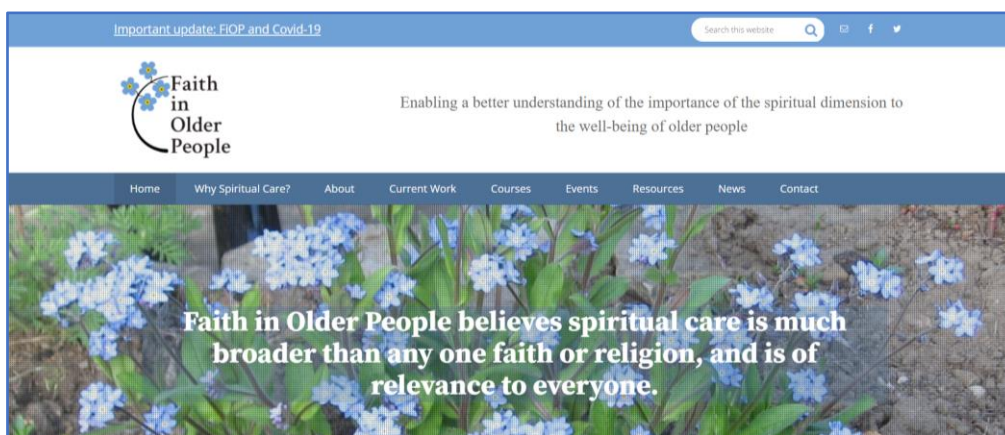 Important update: FiOP and Covid-19
Search this website
Faith
in
Older
People
Enabling a better understanding of the importance of the spiritual dimension to
the well-being of older people
Home Why Spiritual Care? About Current Work Courses Events Resources News Contact
Faith in Older People believes spiritual care is much
broader than any one faith or religion, and is of
relevance to everyone.